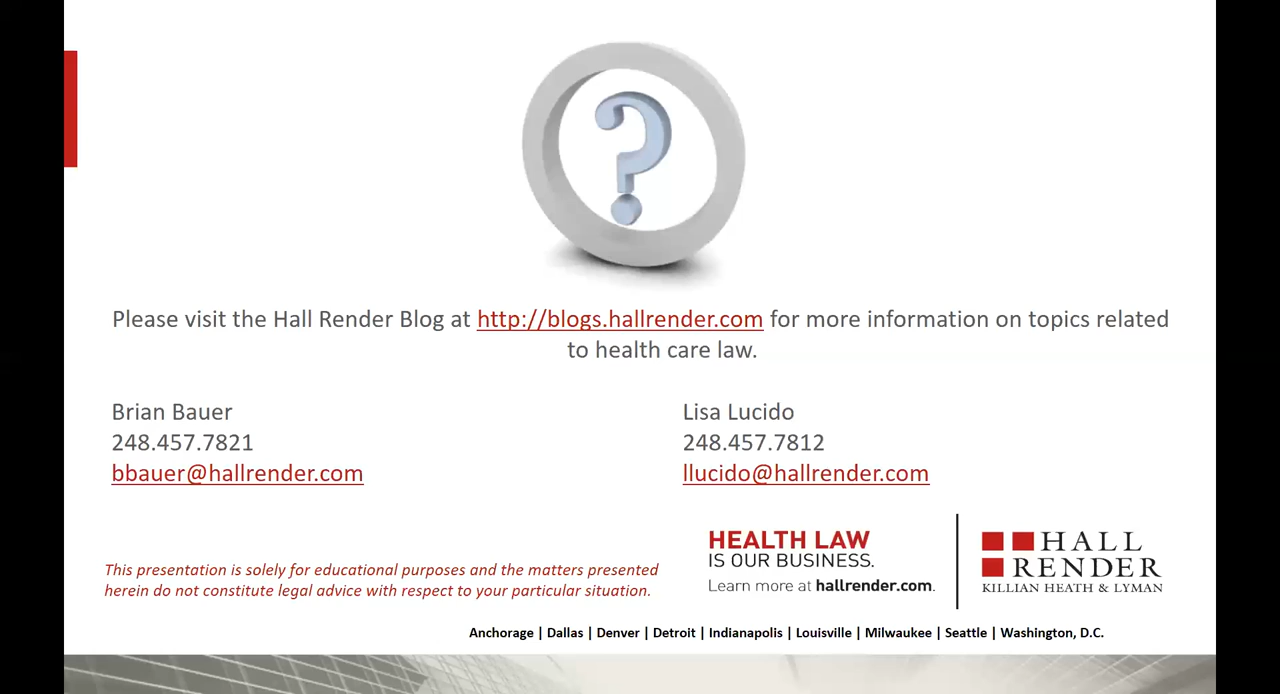 ?
Please visit the Hall Render Blog at http://blogs.hallrender.com for more information on topics related
to health care law.
Brian Bauer
248.457.7821
bbauer@hallrender.com
Lisa Lucido
248.457.7812
llucido@hallrender.com
This presentation is solely for educational purposes and the matters presented
herein do not constitute legal advice with respect to your particular situation.
HEALTH LAW
IS OUR BUSINESS.
Learn more at hallrender.com.
HALL
RENDER
KILLIAN HEATH & LYMAN
Anchorage | Dallas | Denver | Detroit | Indianapolis | Louisville | Milwaukee | Seattle | Washington, D.C.